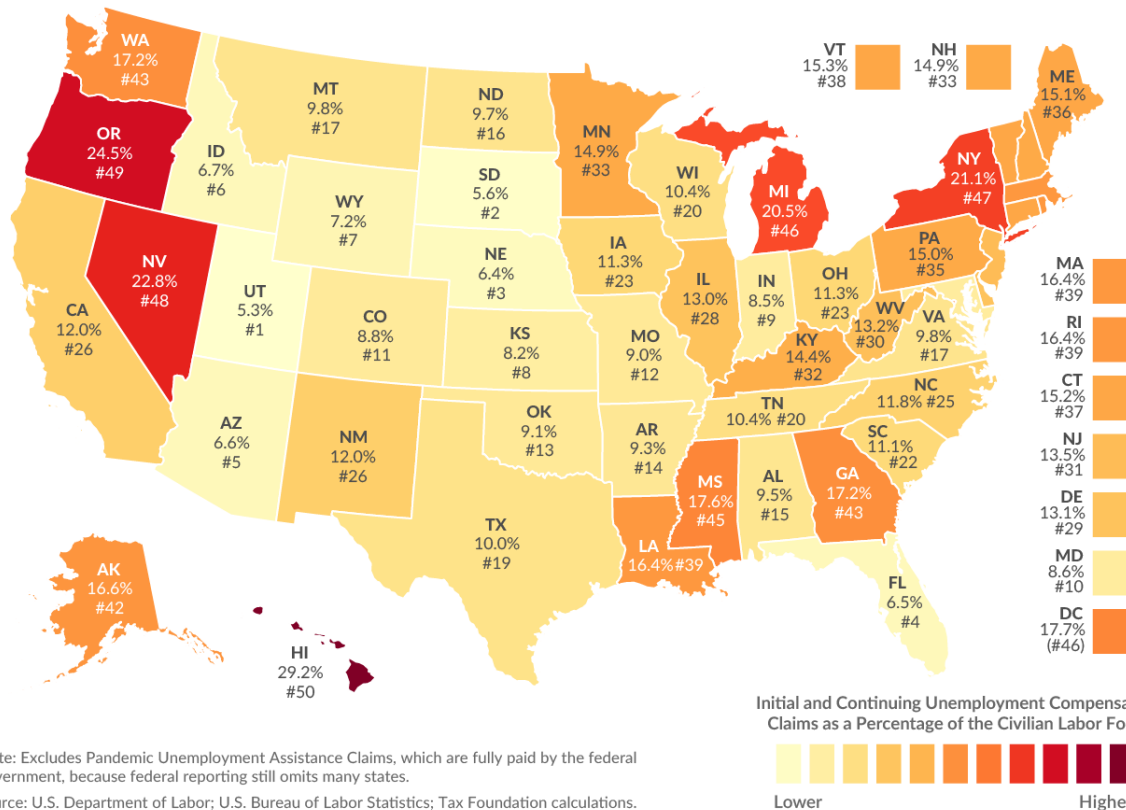 WA
17.2%
#43
OR
24.5%
#49
CA
12.0%
#26
NV
22.8%
#48
ID
6.7%
#6
MT
9.8%
#17
WY
7.2%
#7
UT
5.3%
#1
AZ
6.6%
#5
CO
8.8%
#11
NM
12.0%
#26
ND
9.7%
#16
SD
5.6%
#2
NE
6.4%
#3
KS
8.2%
#8
OK
9.1%
#13
TX
10.0%
#19
MN
14.9%
#33
IA
11.3%
#23
MO
9.0%
#12
AR
9.3%
#14
LA
16.4% #39
WI
10.4%
#20
IL
13.0%
#28
MI
20.5%
#46
IN
8.5%
#9
OH
11.3%
#23
KY
14.4%
#32
TN
10.4% #20
MS
17.6%
#45
AL
9.5%
#15
GA
17.2%
#43
FL
6.5%
#4
SC
11.1%
#22
NC
11.8% #25
VA
9.8%
#17
WV
13.2%
#30
PA
15.0%
#35
NY
21.1%
#47
VT
15.3%
#38
NH
14.9%
#33
ME
15.1%
#36
MA
16.4%
#39
RI
16.4%
#39
CT
15.2%
#37
NJ
13.5%
#31
DE
13.1%
#29
MD
8.6%
#10
DC
17.7%
(#46)
AK
16.6%
#42
HI
29.2%
#50
Initial and Continuing Unemployment Compensa
Claims as a Percentage of the Civilian Labor Fo
Lower
Highe
te: Excludes Pandemic Unemployment Assistance Claims, which are fully paid by the federal
vernment, because federal reporting still omits many states.
urce: U.S. Department of Labor; U.S. Bureau of Labor Statistics; Tax Foundation calculations.